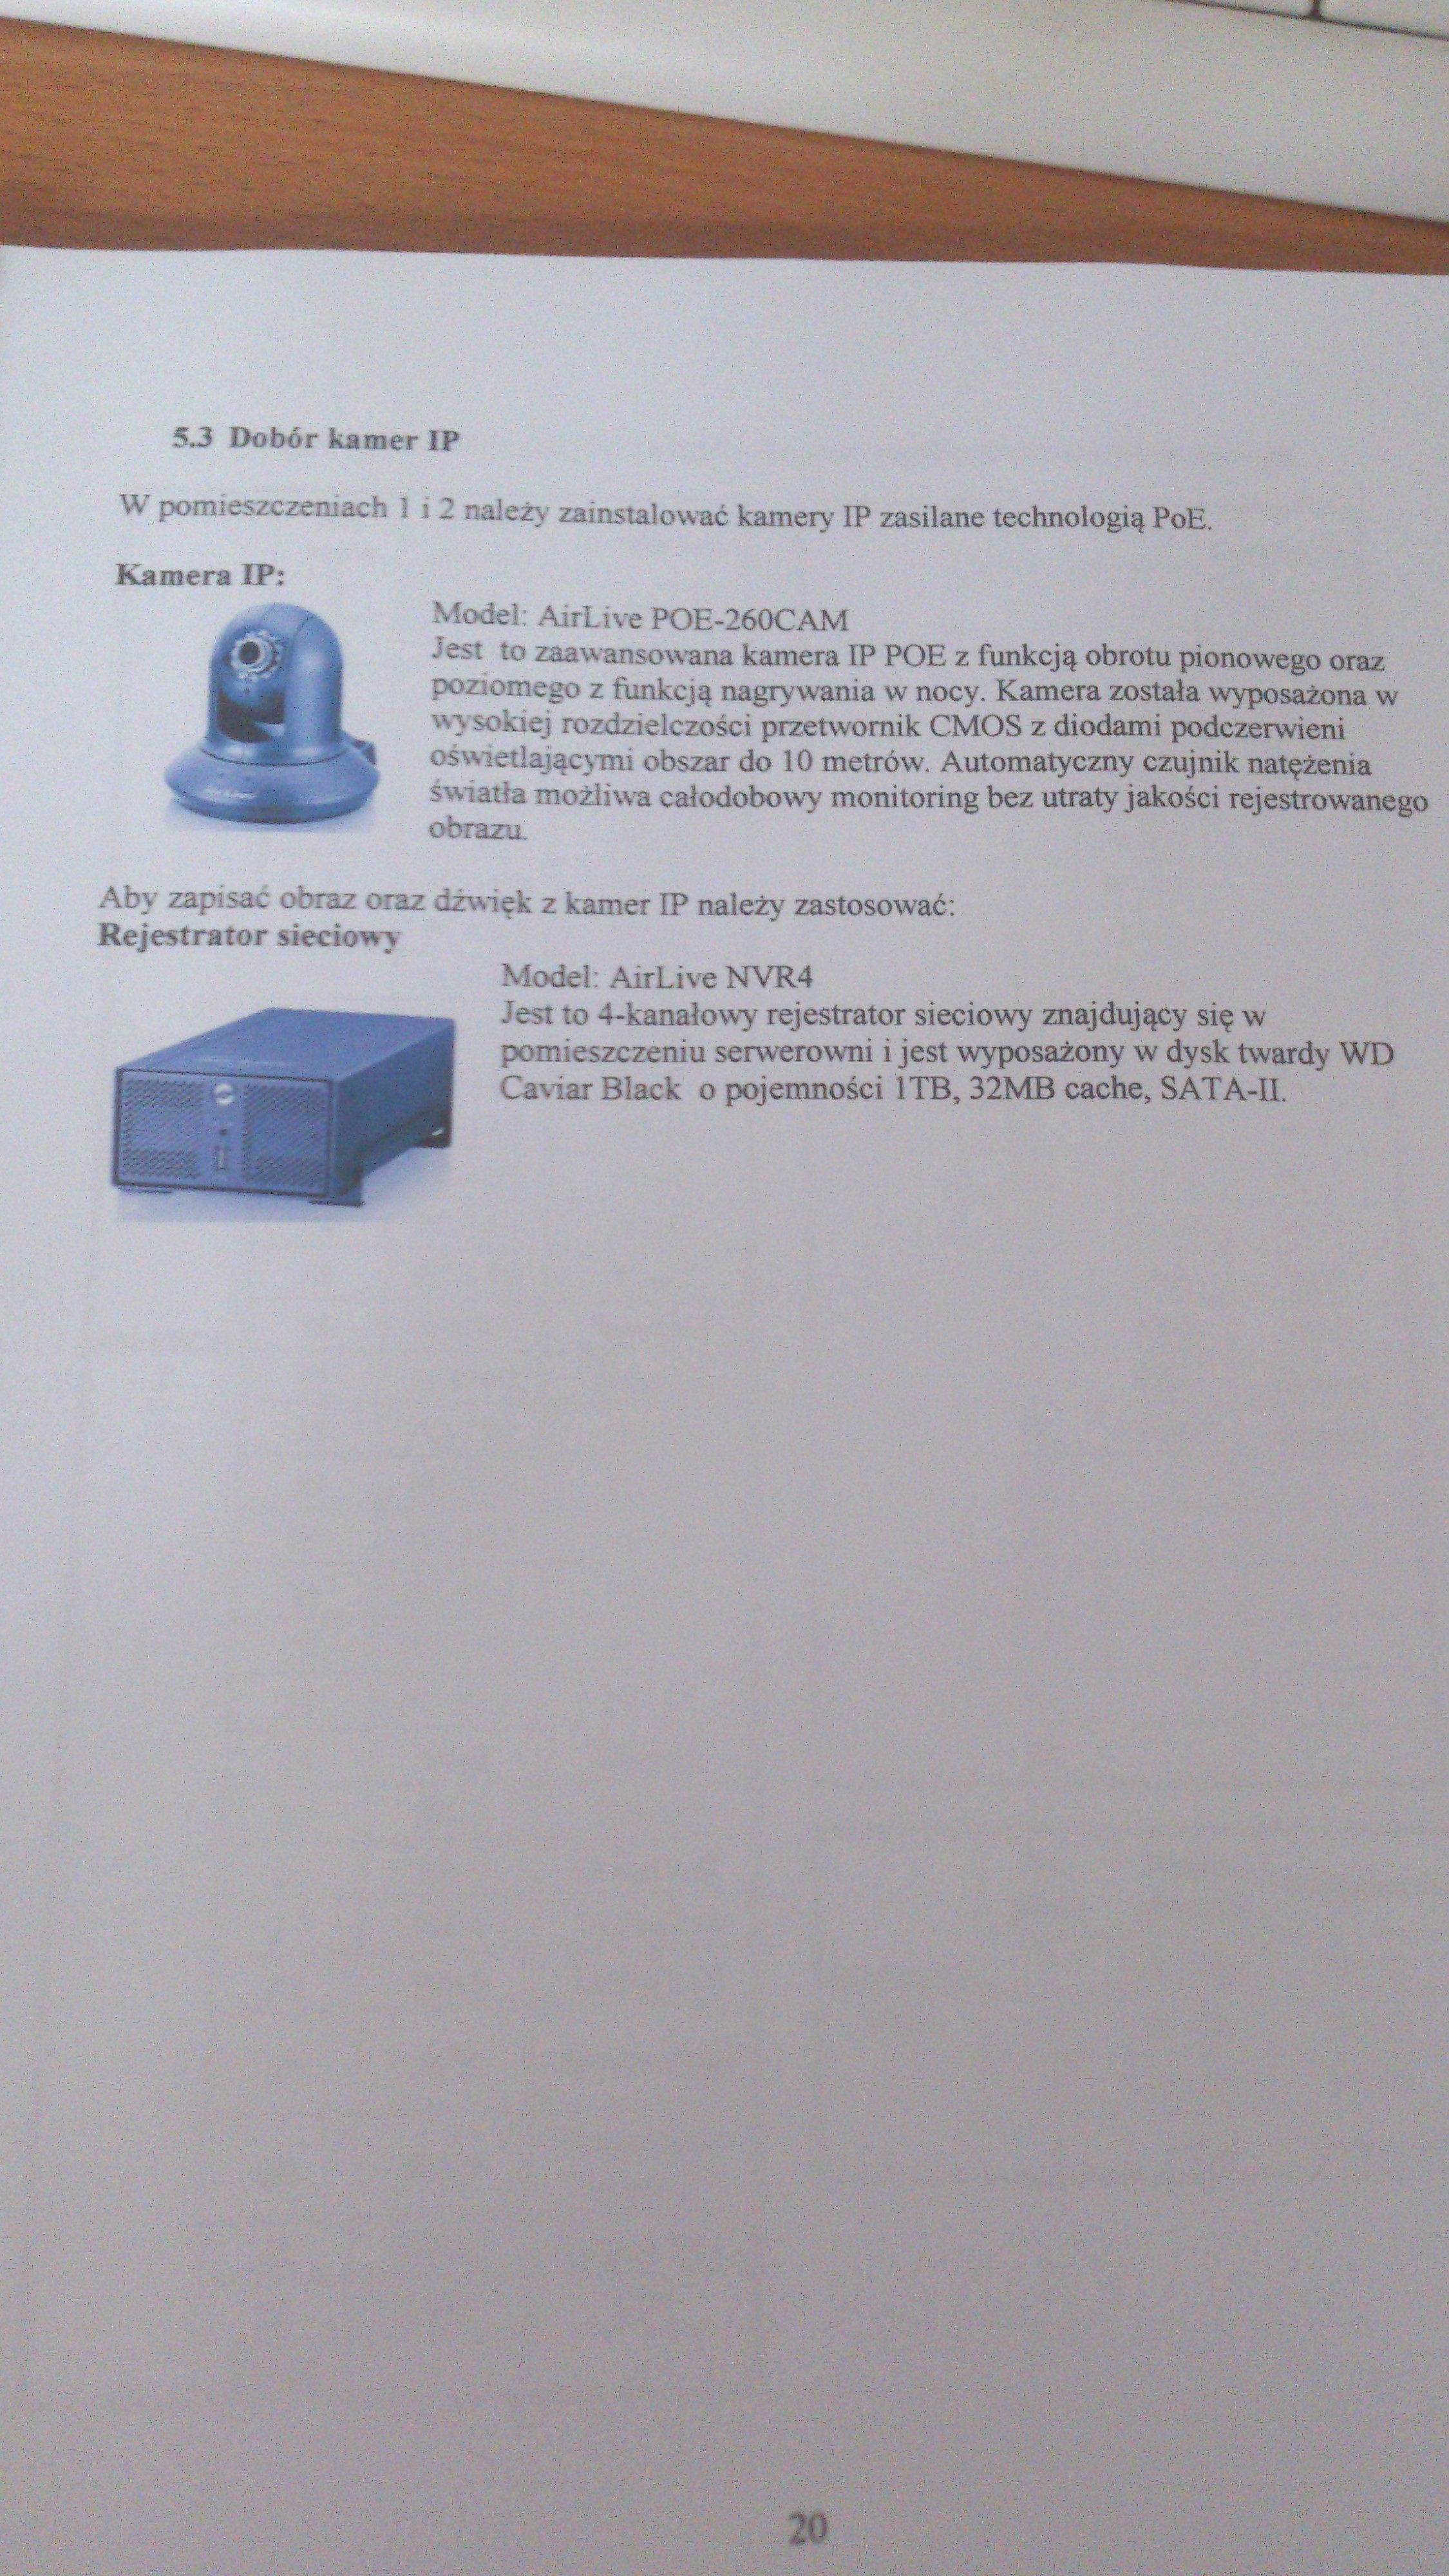 5.3 Dobór kamer IP
W pomieszczeniach 1 i 2 należy zainstalować kamery IP zasilane technologią PoE.
Kamera IP:
Model: AirLive POE-260CAM
Jest to zaawansowana kamera IP POE z funkcją obrotu pionowego oraz
poziomego z funkcją nagrywania w nocy. Kamera została wyposażona w
wysokiej rozdzielczości przetwornik CMOS z diodami podczerwieni
oświetlającymi obszar do 10 metrów. Automatyczny czujnik natężenia
światła możliwa całodobowy monitoring bez utraty jakości rejestrowanego
obrazu.
Aby zapisać obraz oraz dźwięk z kamer IP należy zastosować:
Rejestrator sieciowy
Model: AirLive NVR4
Jest to 4-kanałowy rejestrator sieciowy znajdujący się w
pomieszczeniu serwerowni i jest wyposażony w dysk twardy WD
Caviar Black o pojemności 1TB, 32MB cache, SATA-II.
20